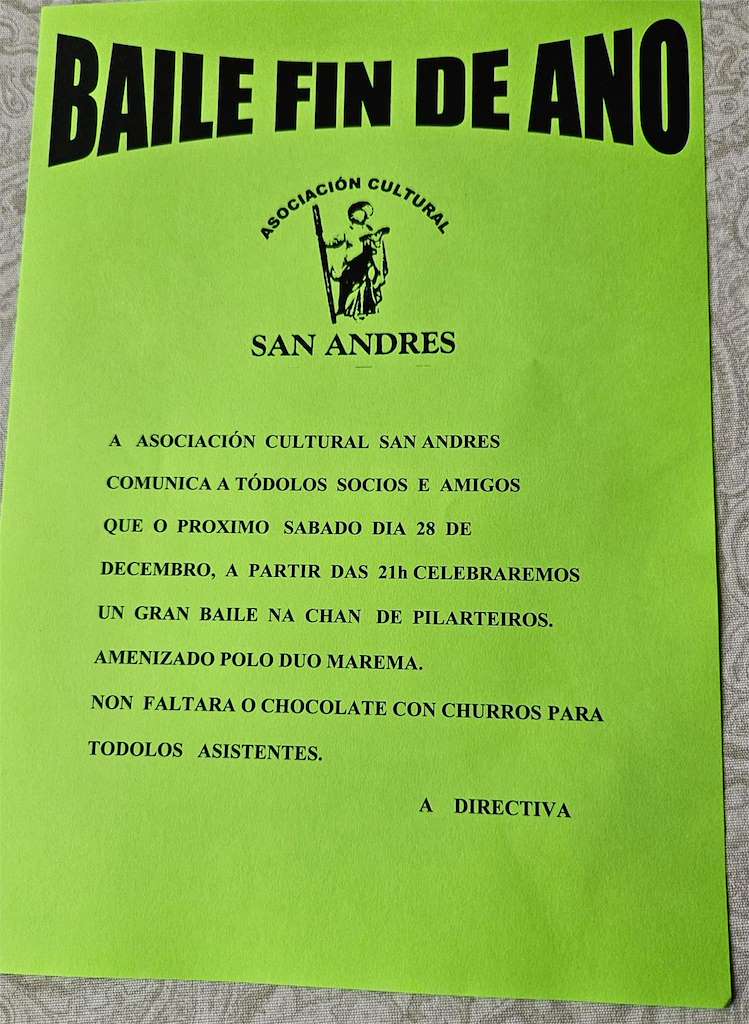 BAILE FIN DE ANO
ASOCIACIÓN CULTURAL
SAN ANDRES
A ASOCIACIÓN CULTURAL SAN ANDRES
COMUNICA A TÓDOLOS SOCIOS E AMIGOS
QUE O PROXIMO SABADO DIA 28 DE
DECEMBRO, A PARTIR DAS 21h CELEBRAREMOS
UN GRAN BAILE NA CHAN DE PILARTEIROS.
AMENIZADO POLO DUO MAREMA.
NON FALTARA O CHOCOLATE CON CHURROS PARA
TODOLOS ASISTENTES.
A DIRECTIVA